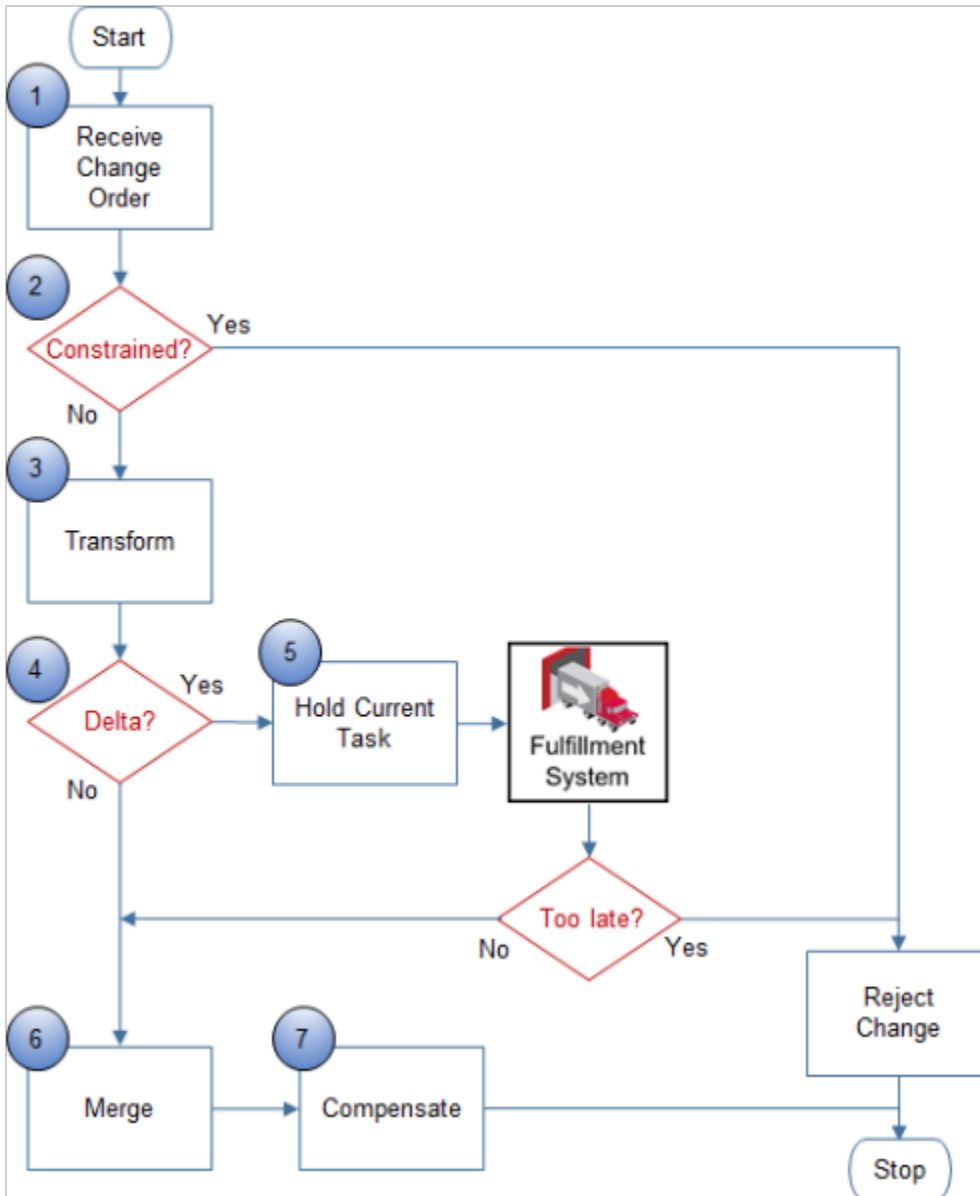 Start
1
Receive
Change
Order
2
Constrained?
Yes
No
3
Transform
4
Delta?
Yes
No
5
Hold Current
Task
Fulfillment
System
Too late?
No
Yes
Reject
Change
6
Merge
7
Compensate
Stop